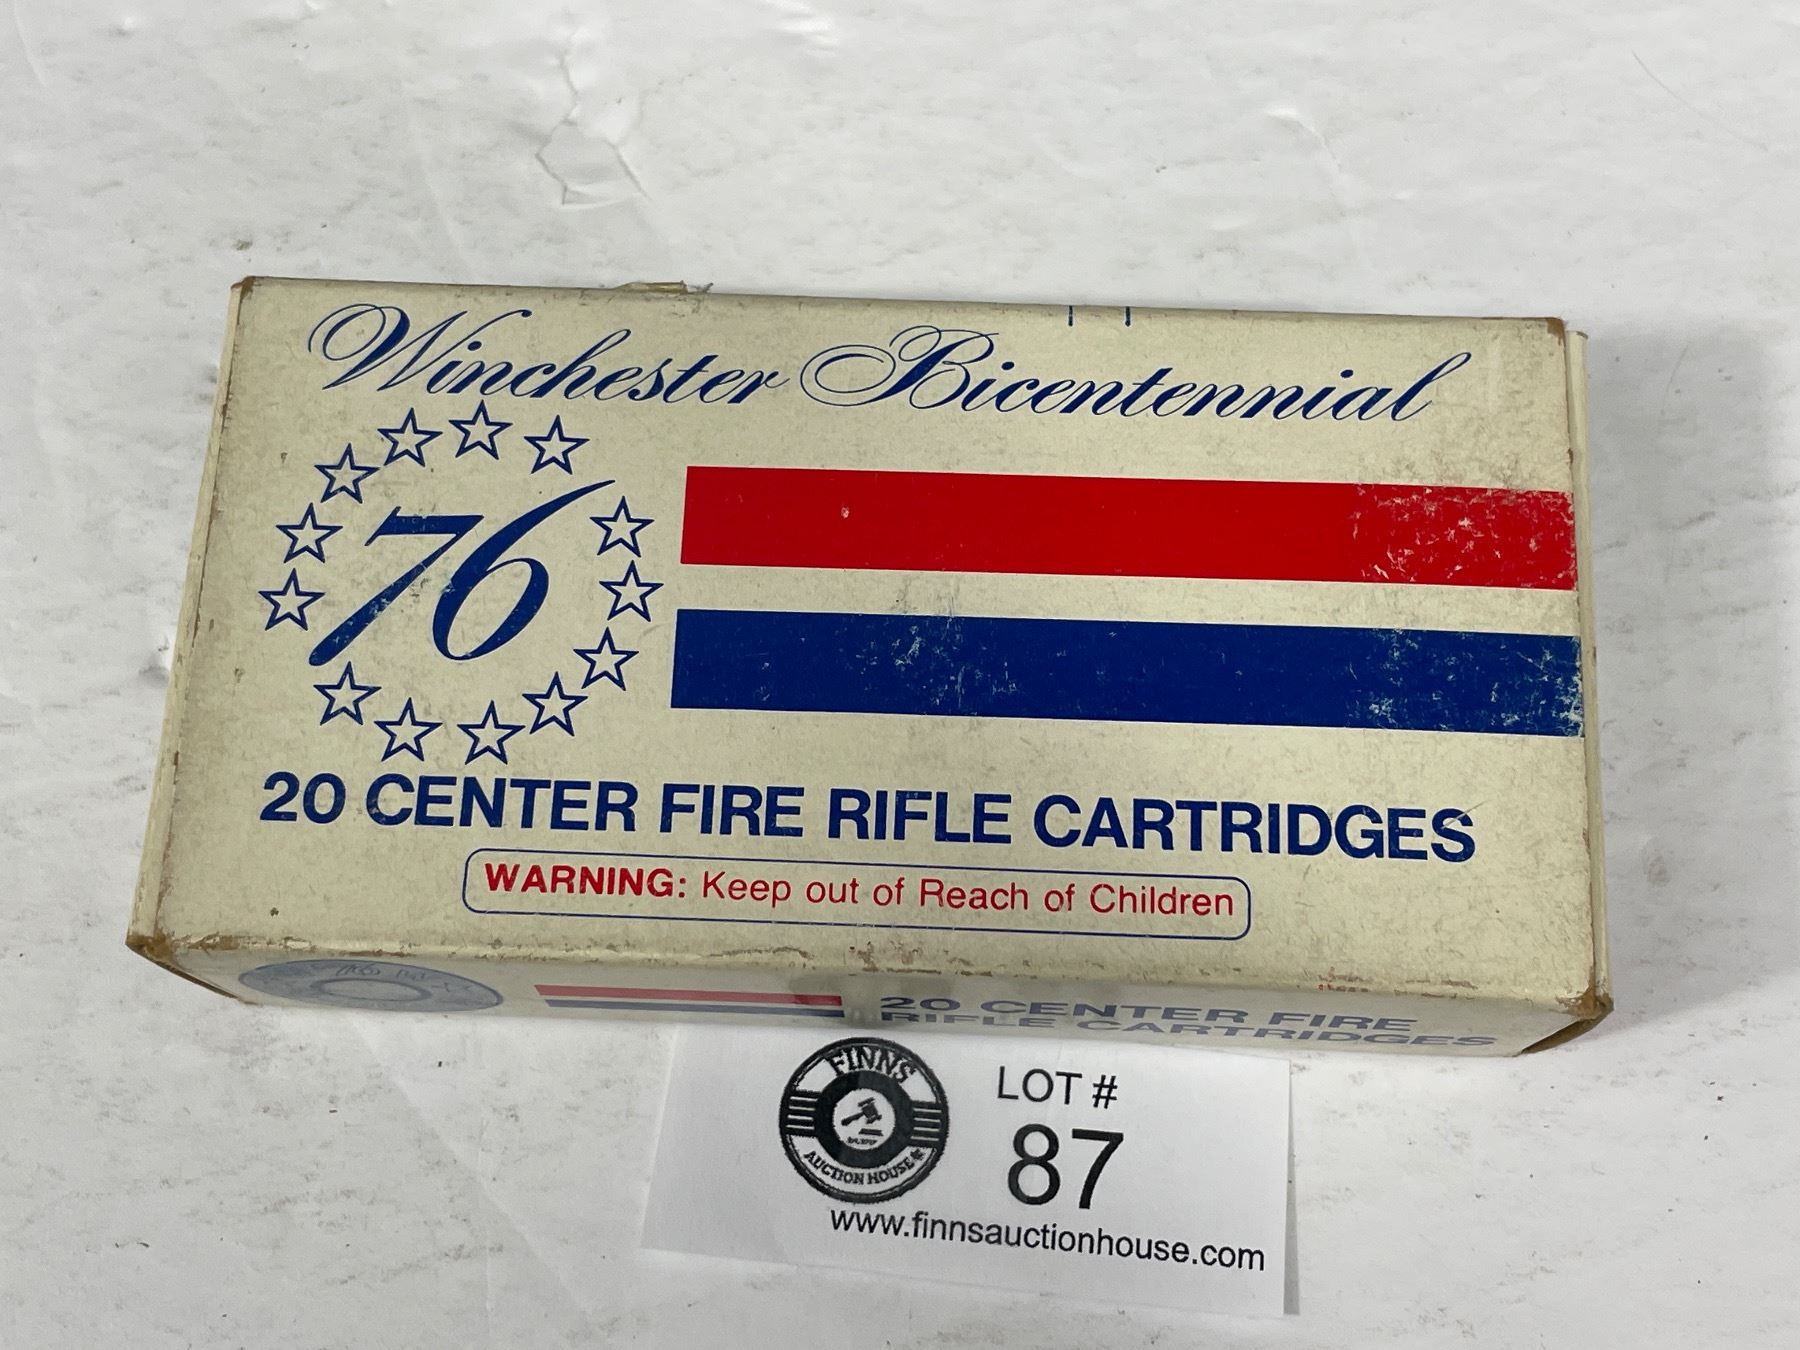 Winchester Bicentennial
76
20 CENTER FIRE RIFLE CARTRIDGES
WARNING: Keep out of Reach of Children
20 CENTER FIRE
RIFLE CARTRIDGES
FINNS
AUCTION HOUSE
LOT #
87
www.finnsauctionhouse.com